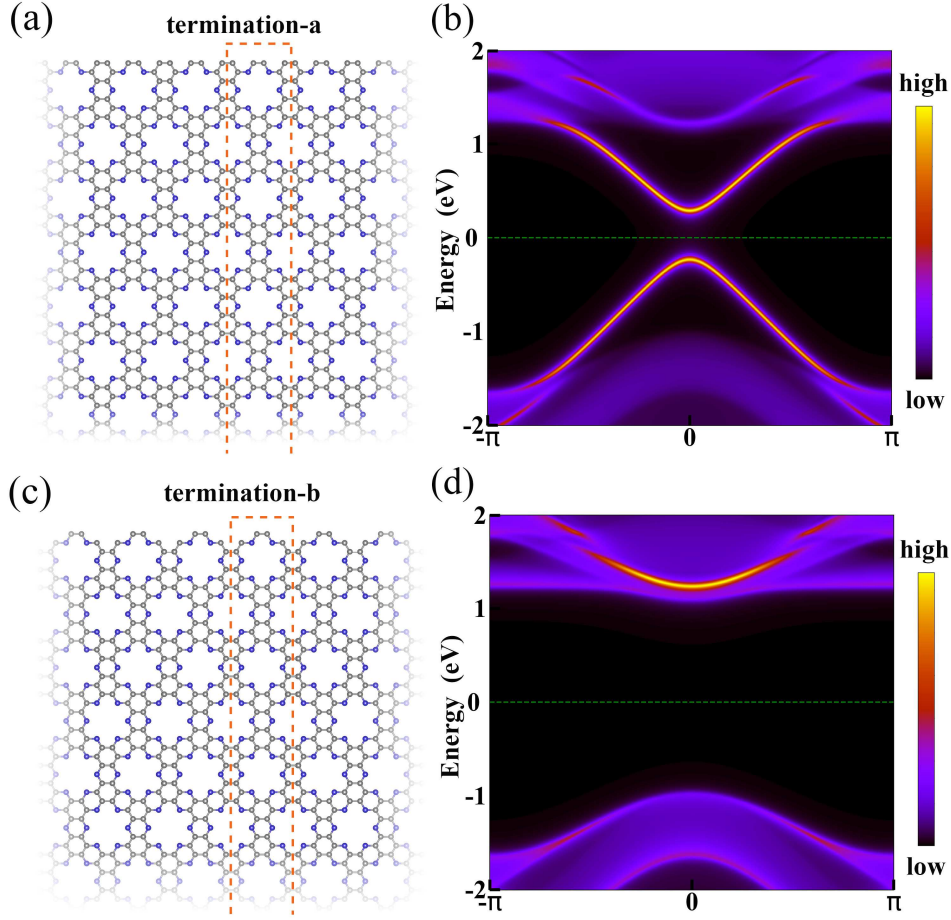 (a)
termination-a
(b)
2
1
0
-1
-2
Energy (eV)
-π
0
π
high
low
(c)
termination-b
(d)
2
1
0
-1
-2
Energy (eV)
-π
0
π
high
low